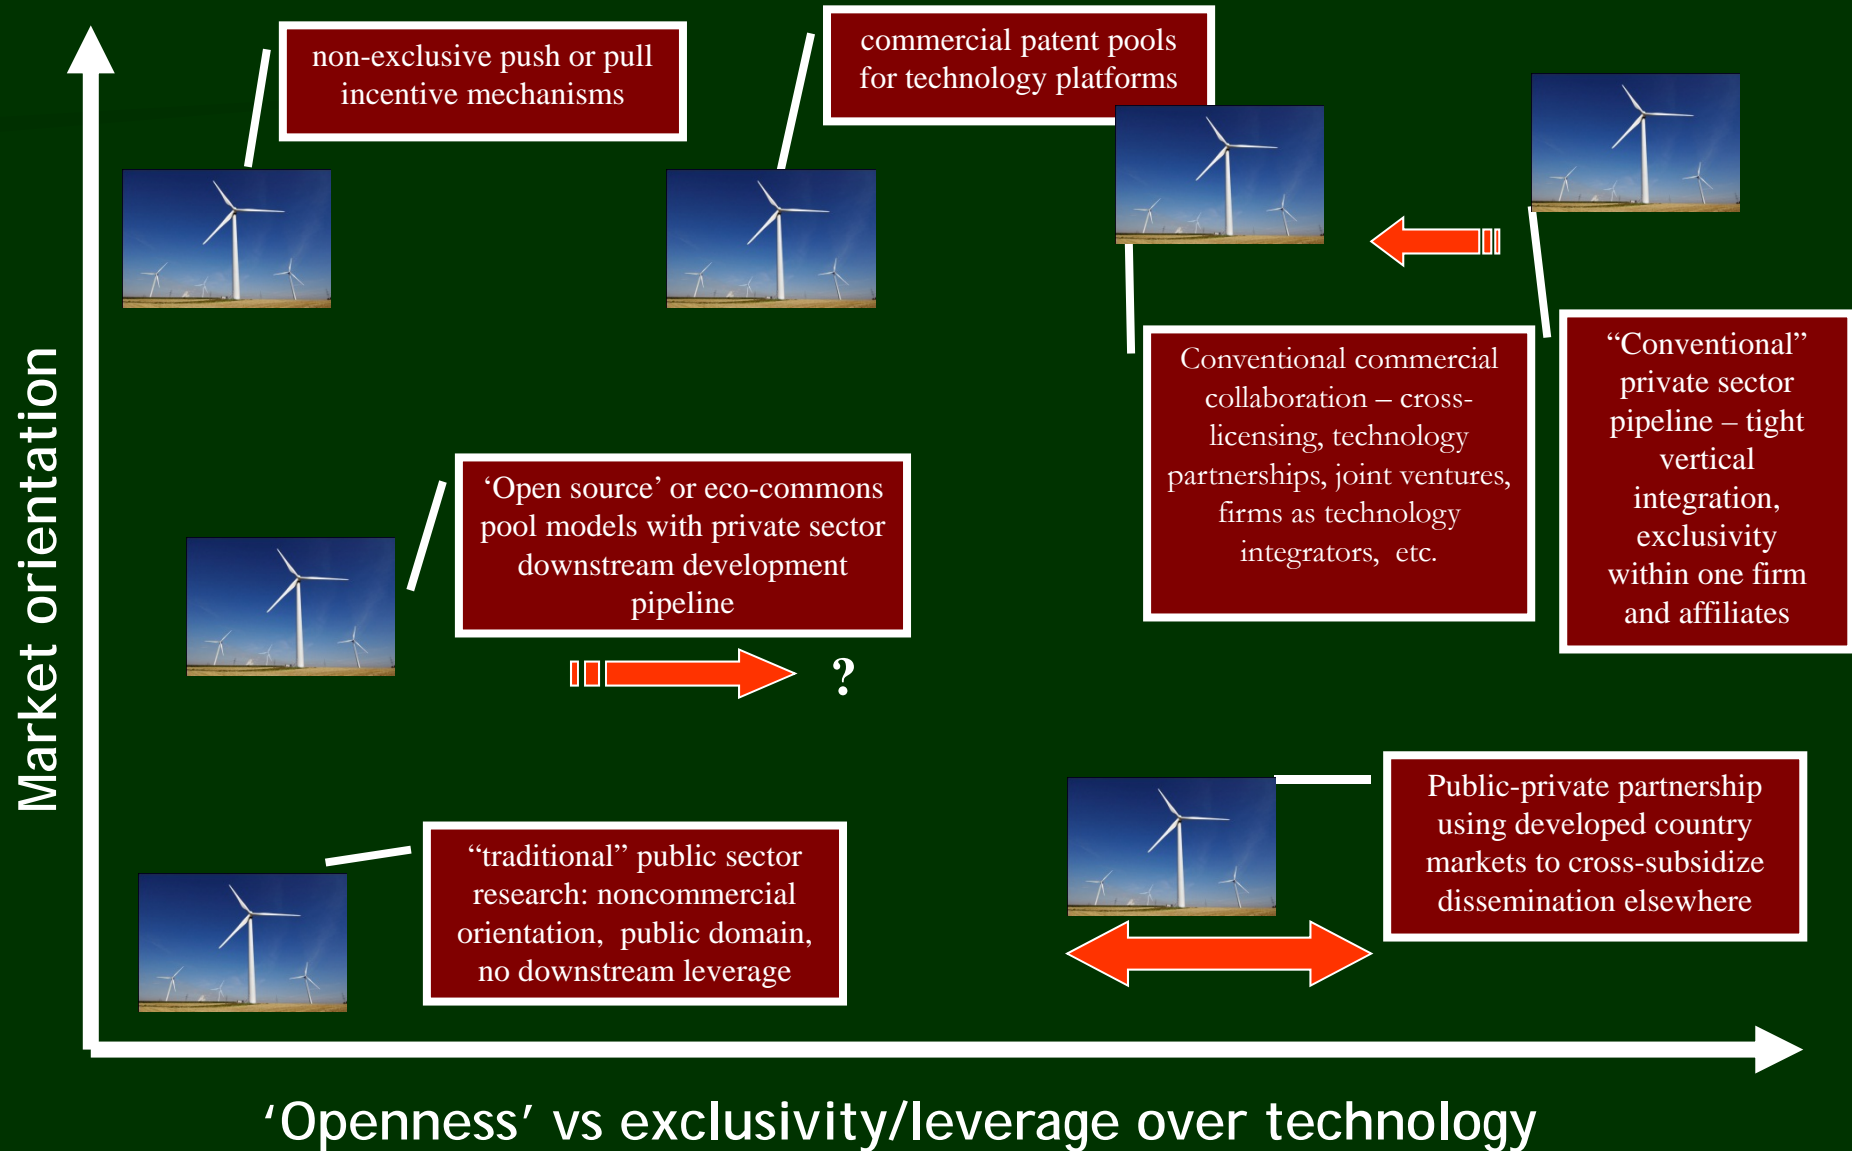 non-exclusive push or pull
incentive mechanisms
commercial patent pools
for technology platforms
Conventional commercial
collaboration – cross-
licensing, technology
partnerships, joint ventures,
firms as technology
integrators, etc.
“Conventional”
private sector
pipeline – tight
vertical
integration,
exclusivity
within one firm
and affiliates
Market orientation
‘Open source’ or eco-commons
pool models with private sector
downstream development
pipeline
?
“traditional” public sector
research: noncommercial
orientation, public domain,
no downstream leverage
Public-private partnership
using developed country
markets to cross-subsidize
dissemination elsewhere
‘Openness’ vs exclusivity/leverage over technology